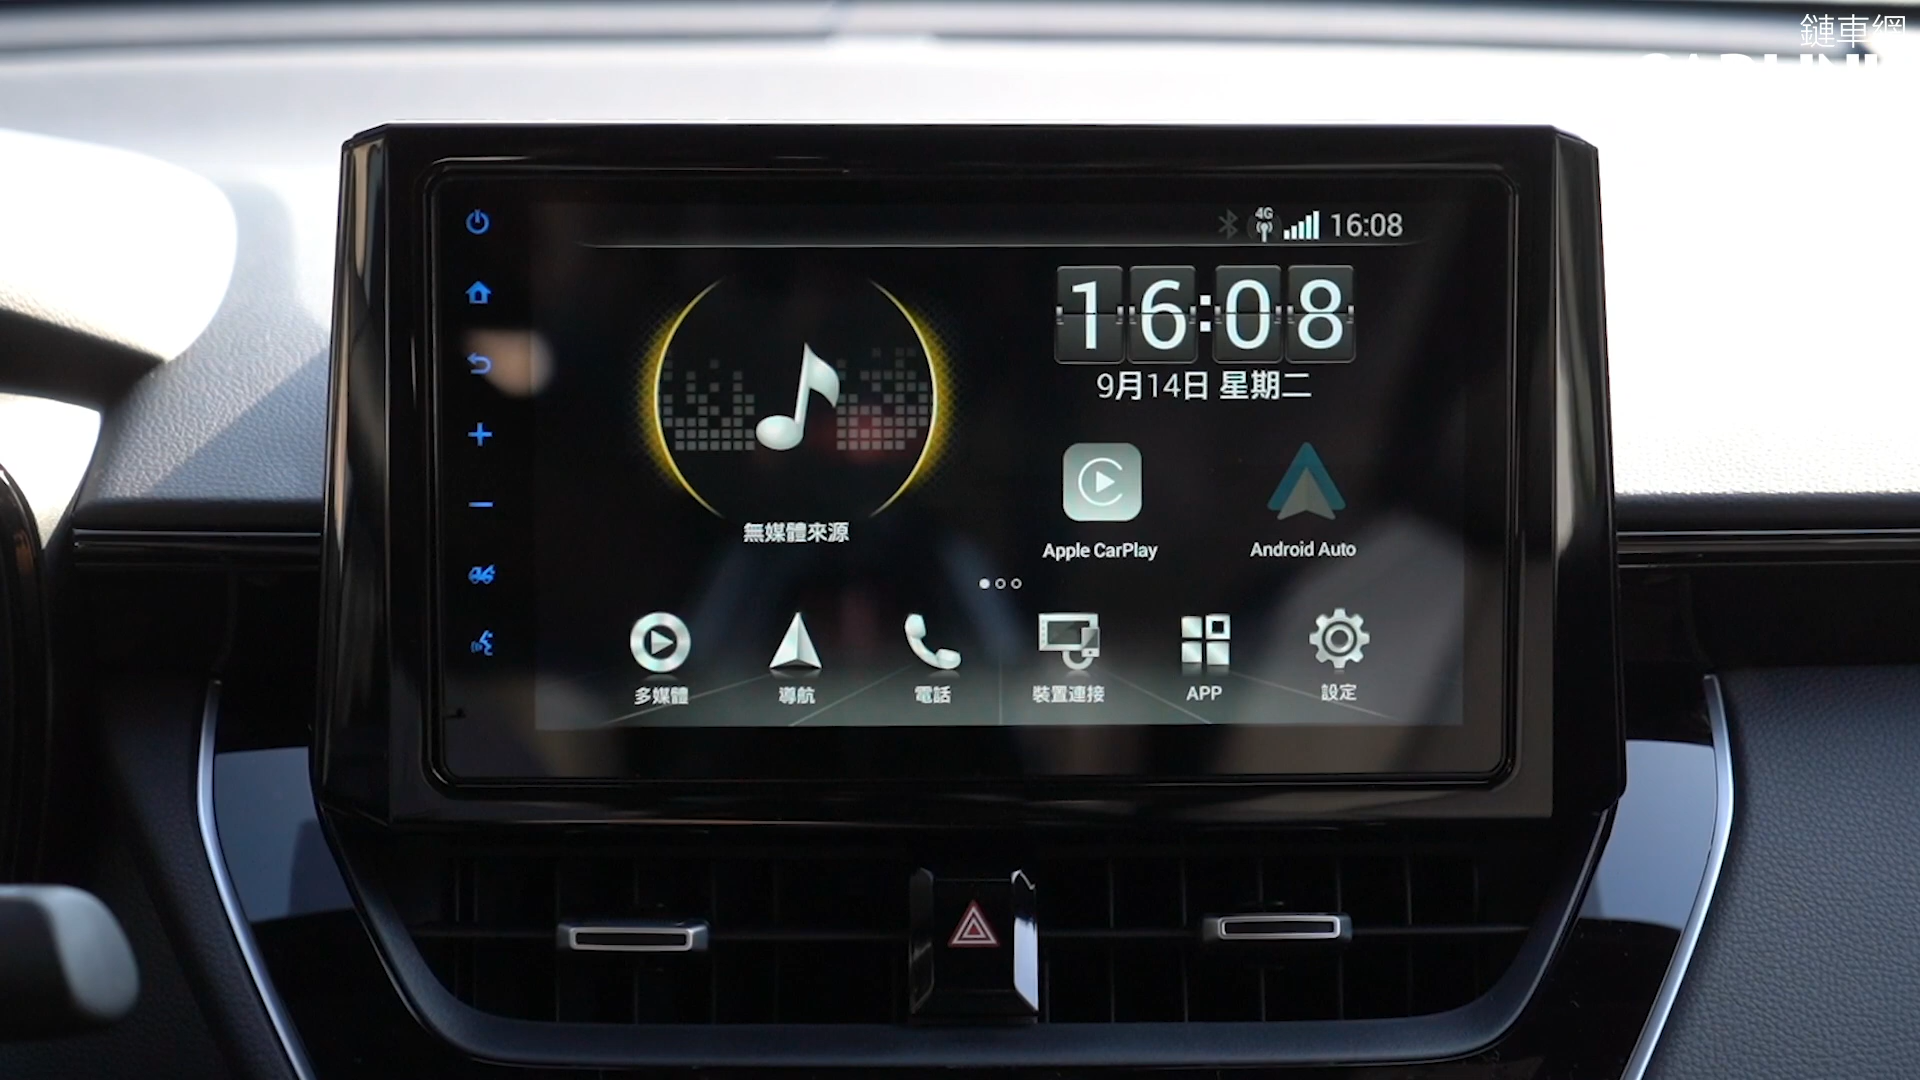 鏈車網
4G 16:08
16:08
9月14日 星期二
無媒體來源
Apple CarPlay
Android Auto
多媒體
導航
電話
裝置連接
APP
設定